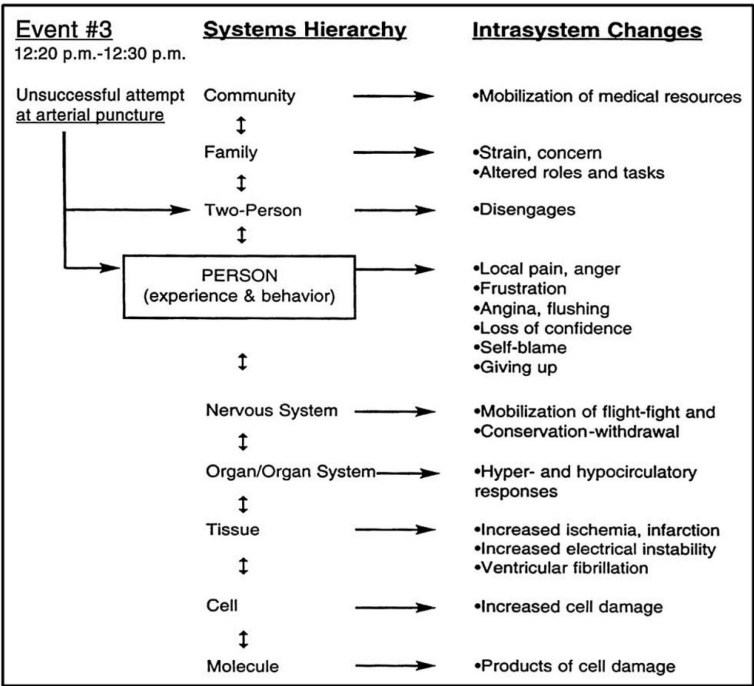 Event #3
12:20 p.m.-12:30 p.m.
Systems Hierarchy
Intrasystem Changes
Unsuccessful attempt
at arterial puncture
Community
•Mobilization of medical resources
Family
•Strain, concern
•Altered roles and tasks
Two-Person
•Disengages
PERSON
(experience & behavior)
•Local pain, anger
•Frustration
•Angina, flushing
•Loss of confidence
•Self-blame
•Giving up
Nervous System
•Mobilization of flight-fight and
•Conservation-withdrawal
Organ/Organ System
•Hyper- and hypocirculatory
responses
Tissue
•Increased ischemia, infarction
•Increased electrical instability
•Ventricular fibrillation
Cell
•Increased cell damage
Molecule
•Products of cell damage